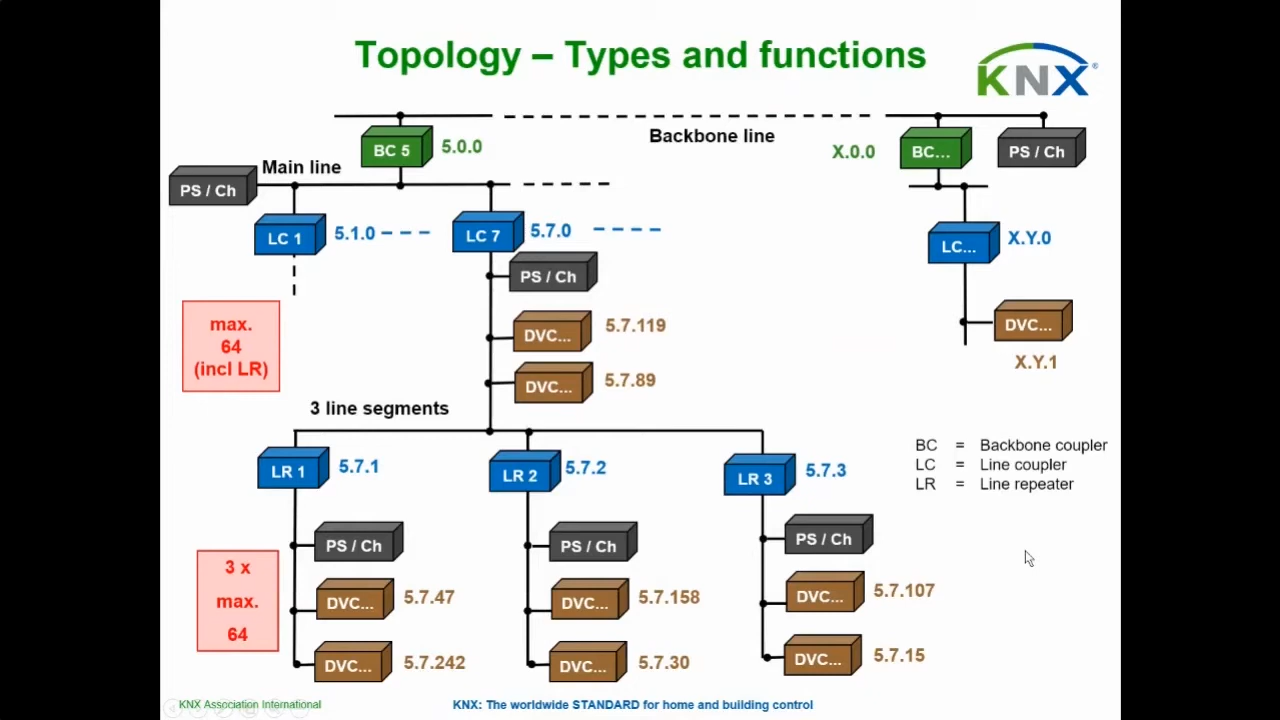 Topology – Types and functions
KNX®
Backbone line
BC 5
5.0.0
X.0.0
BC...
PS / Ch
Main line
PS / Ch
LC 1
5.1.0
LC 7
5.7.0
LC...
X.Y.0
PS / Ch
max.
64
(incl LR)
DVC...
5.7.119
DVC...
X.Y.1
DVC...
5.7.89
3 line segments
BC = Backbone coupler
LC = Line coupler
LR = Line repeater
LR 1
5.7.1
LR 2
5.7.2
LR 3
5.7.3
PS / Ch
PS / Ch
PS / Ch
3 x
max.
64
DVC...
5.7.47
DVC...
5.7.158
DVC...
5.7.107
DVC...
5.7.242
DVC...
5.7.30
DVC...
5.7.15
KNX Association International
KNX: The worldwide STANDARD for home and building control